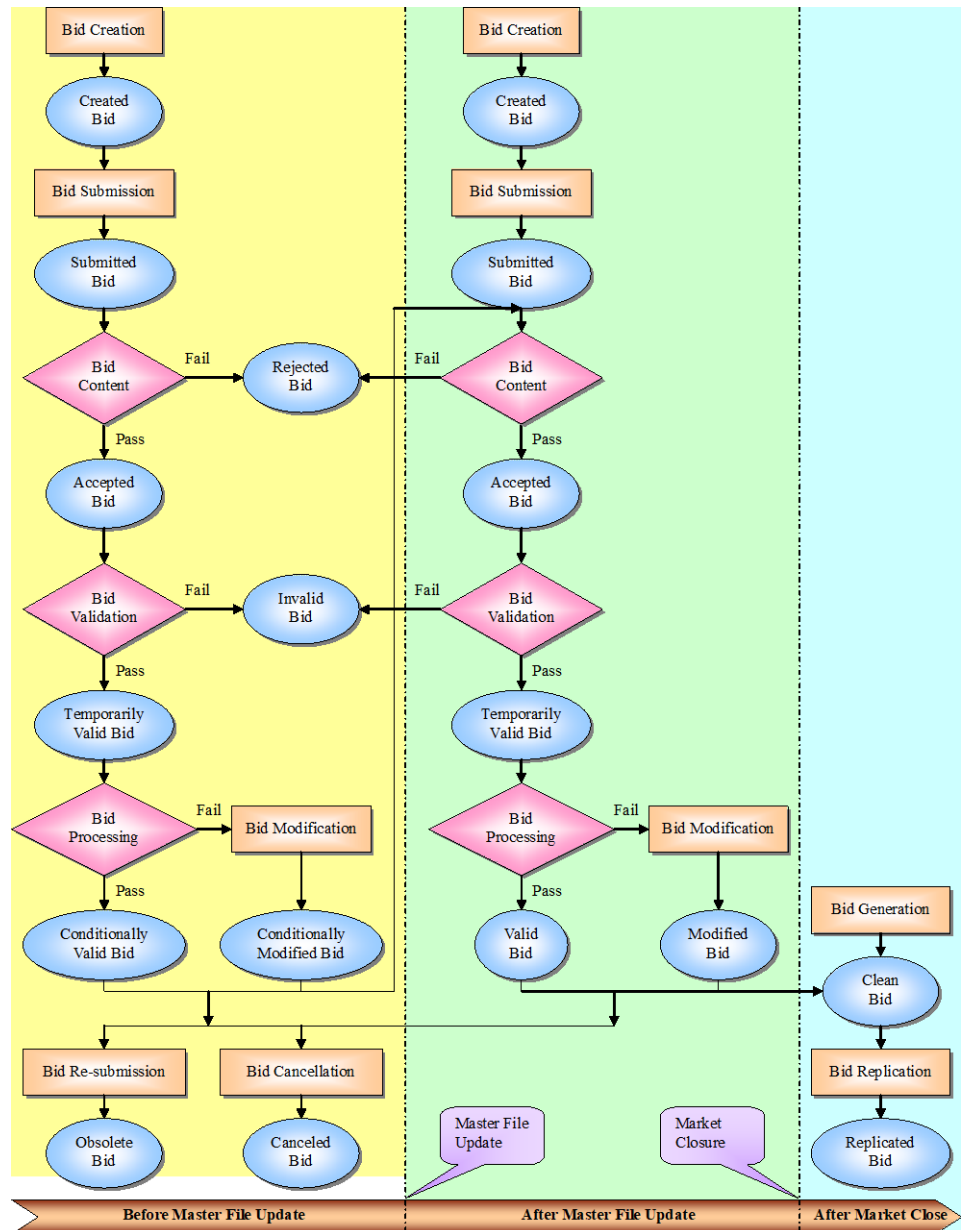 Bid Creation
Created
Bid
Bid Submission
Submitted
Bid
Bid
Content
Fail
Rejected
Bid
Pass
Accepted
Bid
Bid
Validation
Fail
Invalid
Bid
Pass
Temporarily
Valid Bid
Bid
Processing
Fail
Bid Modification
Pass
Conditionally
Valid Bid
Conditionally
Modified Bid
Bid Re-submission
Bid Cancellation
Obsolete
Bid
Canceled
Bid
Bid Creation
Created
Bid
Bid Submission
Submitted
Bid
Fail
Bid
Content
Pass
Accepted
Bid
Fail
Bid
Validation
Pass
Temporarily
Valid Bid
Bid
Processing
Fail
Bid Modification
Pass
Valid
Bid
Modified
Bid
Master File
Update
Market
Closure
Bid Generation
Clean
Bid
Bid Replication
Replicated
Bid
Before Master File Update
After Master File Update
After Market Close